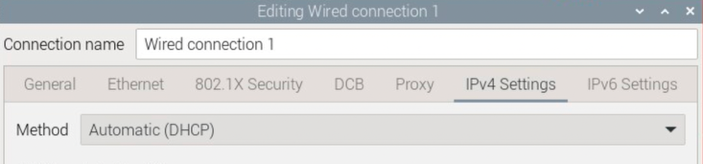 Editing Wired connection 1
Connection name Wired connection 1
General Ethernet 802.1X Security DCB Proxy IPv4 Settings IPv6 Settings
Method Automatic (DHCP)